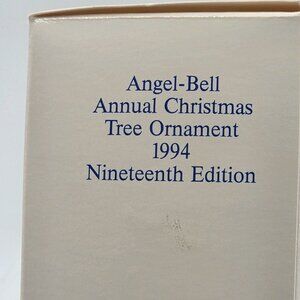 Angel-Bell
Annual Christmas
Tree Ornament
1994
Nineteenth Edition